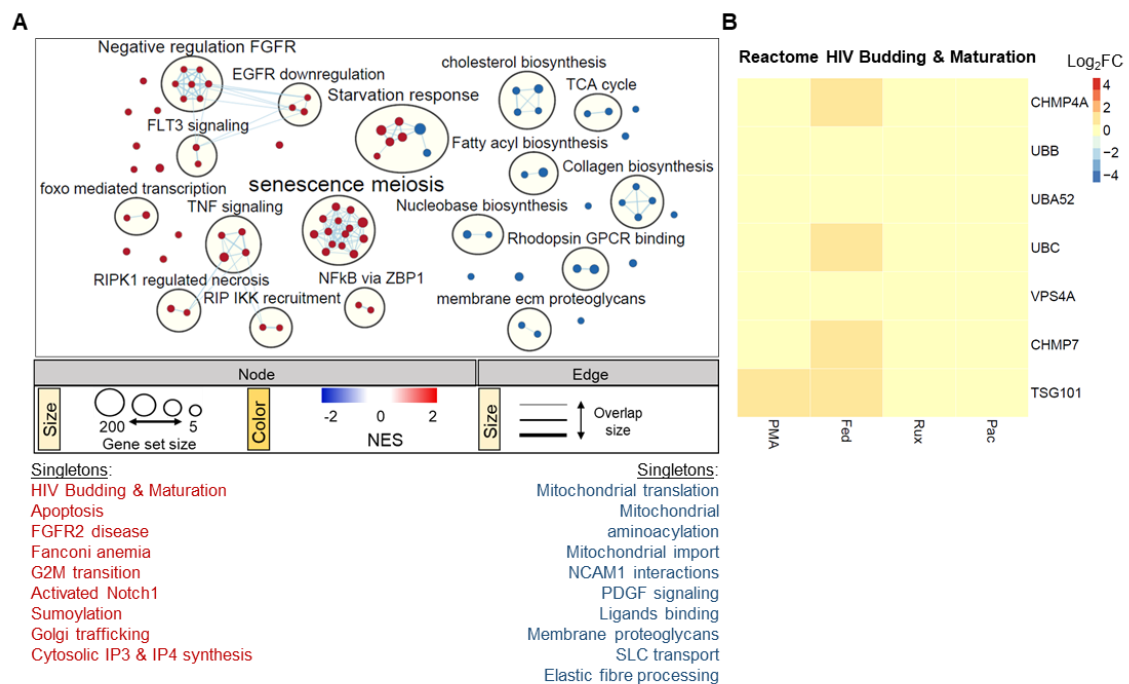 A
Negative regulation FGFR
EGFR downregulation
Starvation response
FLT3 signaling
foxo mediated transcription
TNF signaling
senescence meiosis
RIPK1 regulated necrosis
RIP IKK recruitment
NFkB via ZBP1
cholesterol biosynthesis
TCA cycle
Fatty acyl biosynthesis
Collagen biosynthesis
Nucleobase biosynthesis
Rhodopsin GPCR binding
membrane ecm proteoglycans
Node
Edge
Size
200
5
Gene set size
Color
-2
0
2
NES
Size
Overlap
size
Singletons:
HIV Budding & Maturation
Apoptosis
FGFR2 disease
Fanconi anemia
G2M transition
Activated Notch1
Sumoylation
Golgi trafficking
Cytosolic IP3 & IP4 synthesis
Singletons:
Mitochondrial translation
Mitochondrial
aminoacylation
Mitochondrial import
NCAM1 interactions
PDGF signaling
Ligands binding
Membrane proteoglycans
SLC transport
Elastic fibre processing
B
Reactome HIV Budding & Maturation
Log2FC
4
2
0
−2
−4
CHMP4A
UBB
UBA52
UBC
VPS4A
CHMP7
TSG101
PMA
Fed
Rux
Pac